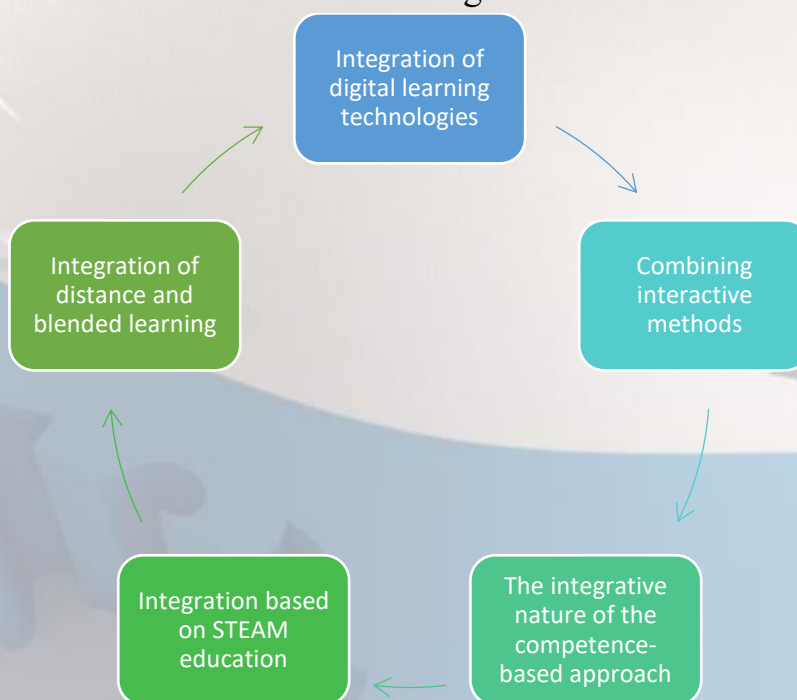 Integration of
digital learning
technologies
Combining
interactive
methods
The integrative
nature of the
competence-
based approach
Integration based
on STEAM
education
Integration of
distance and
blended learning